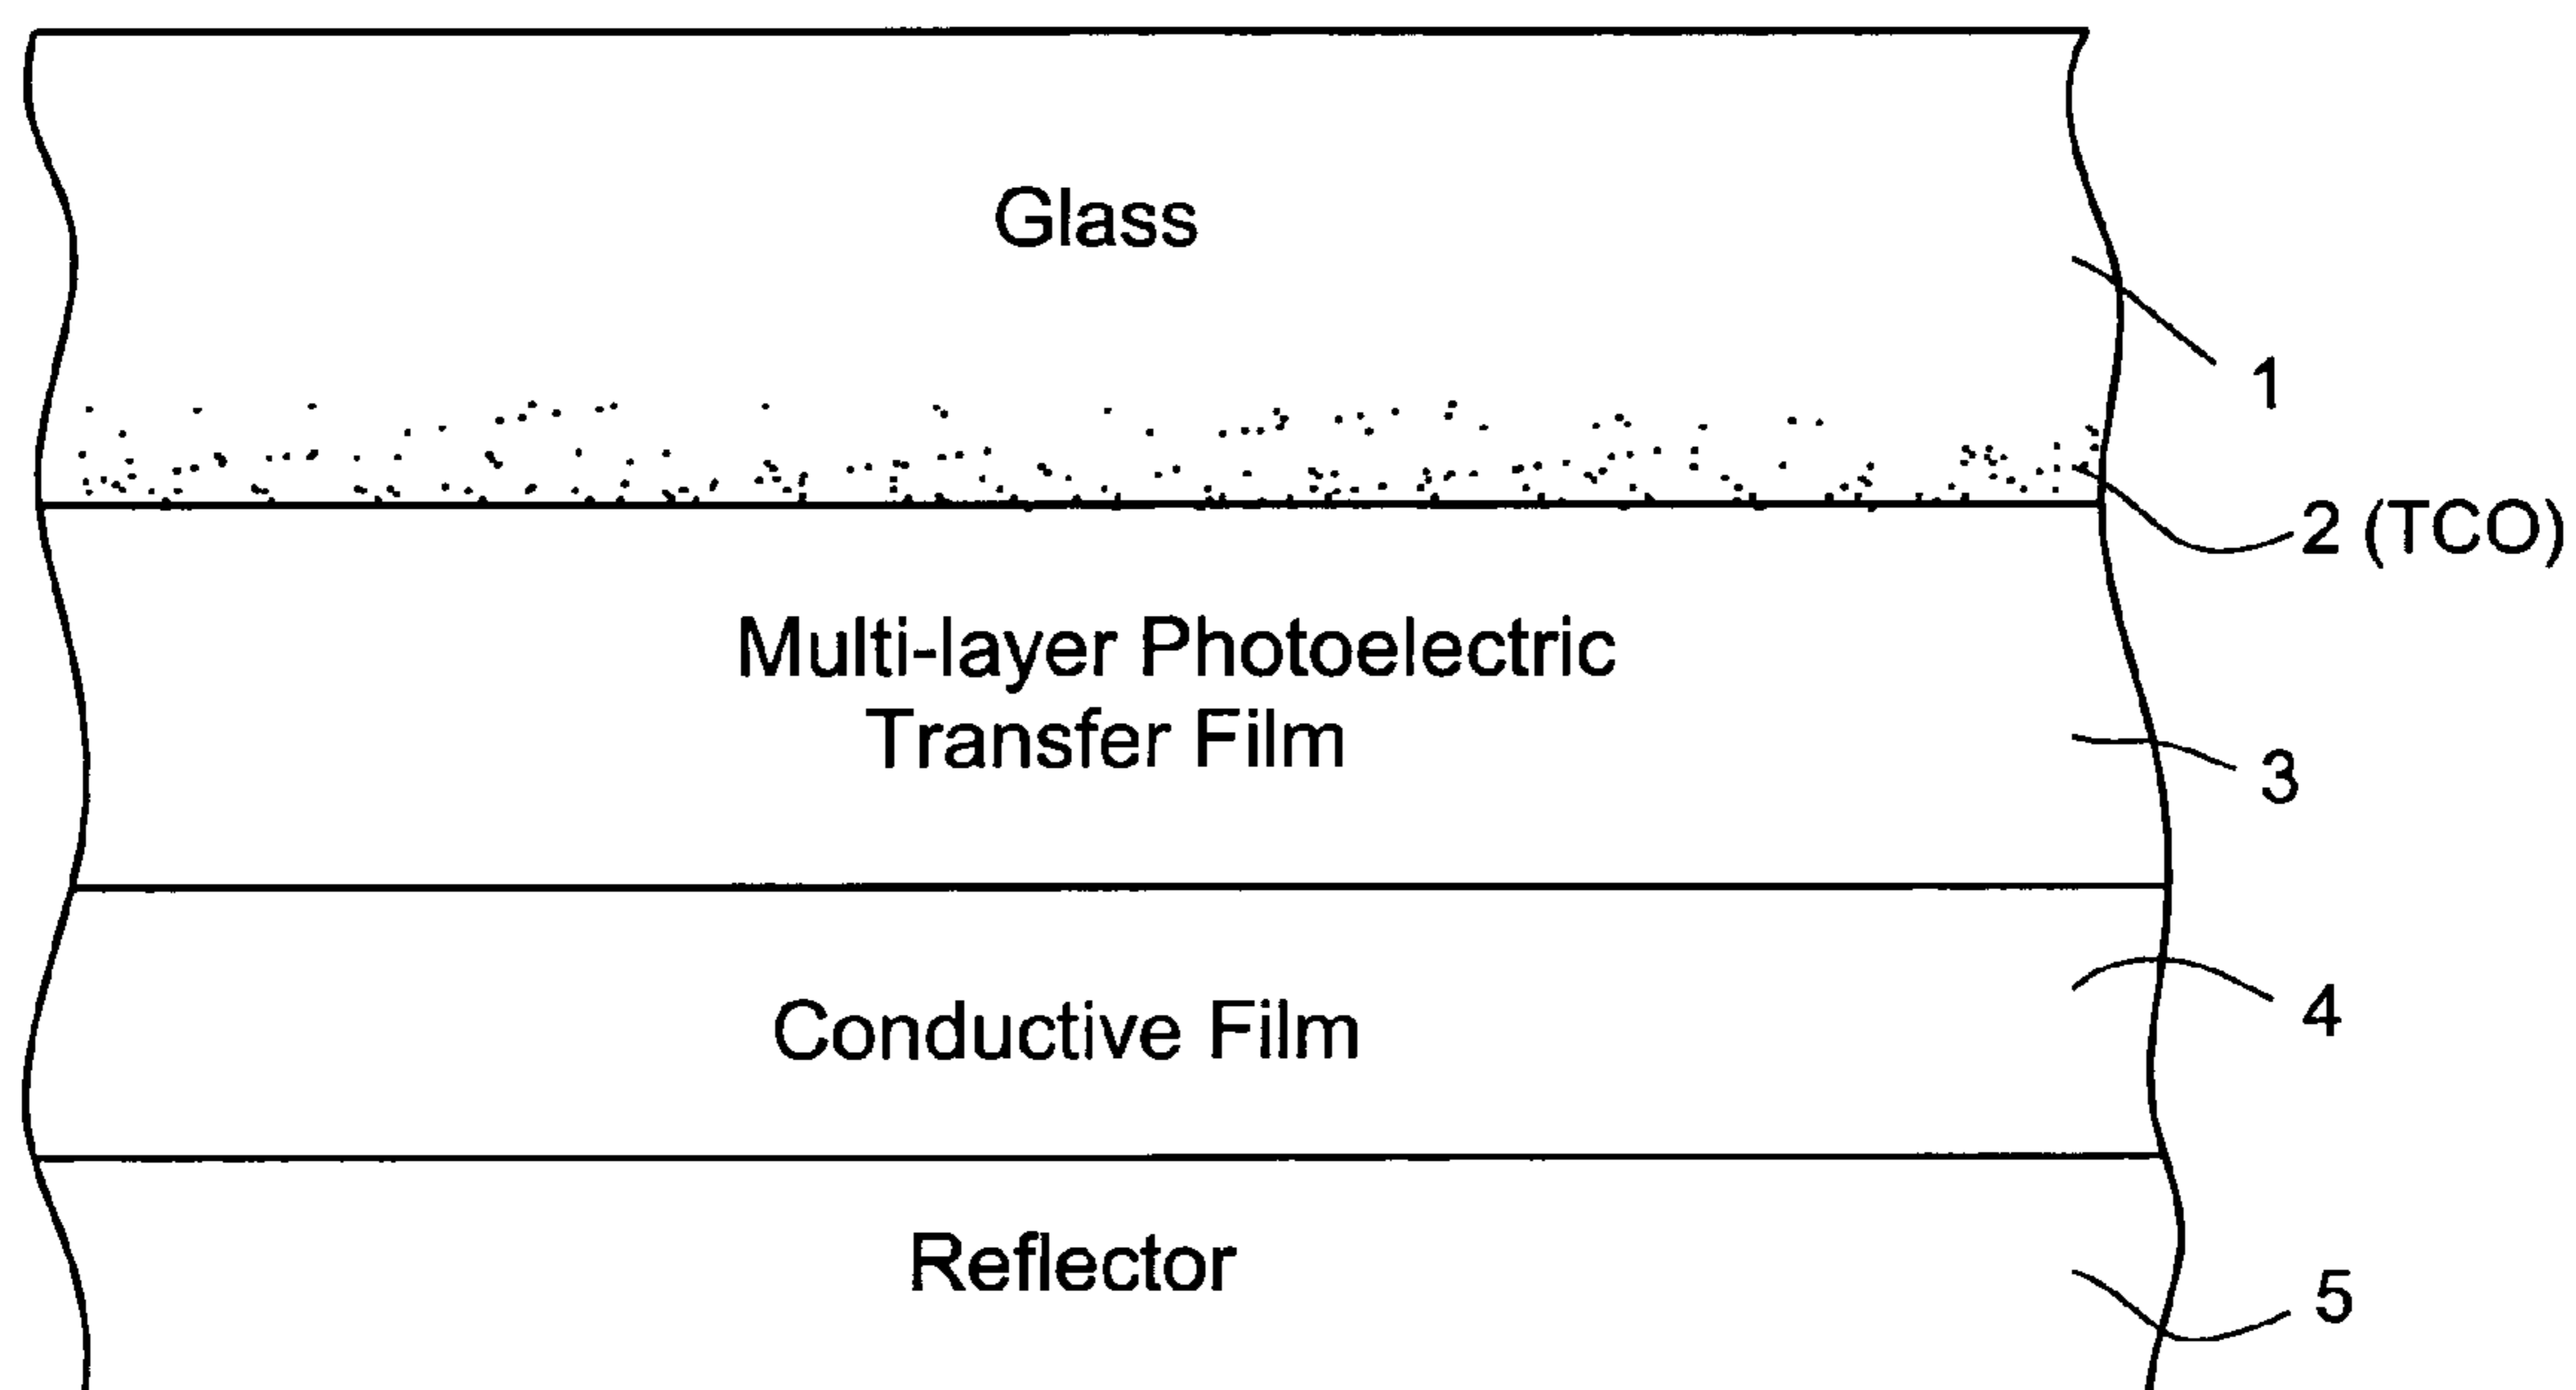 Glass
1
2 (TCO)
Multi-layer Photoelectric
Transfer Film
3
Conductive Film
4
Reflector
5